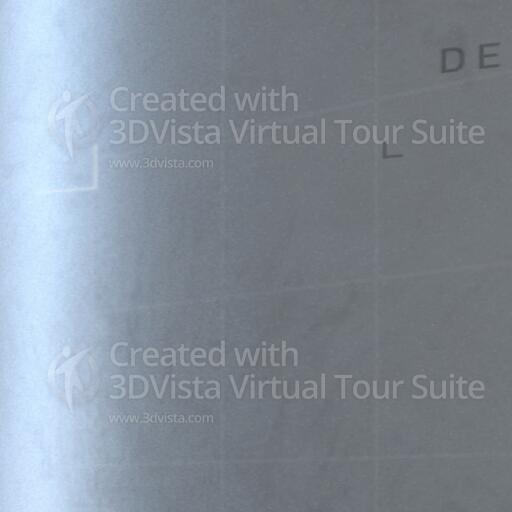 DE
Created with
3DVista Virtual Tour Suite
L
www.3dvista.com
Created with
3DVista Virtual Tour Suite
www.3dvista.com